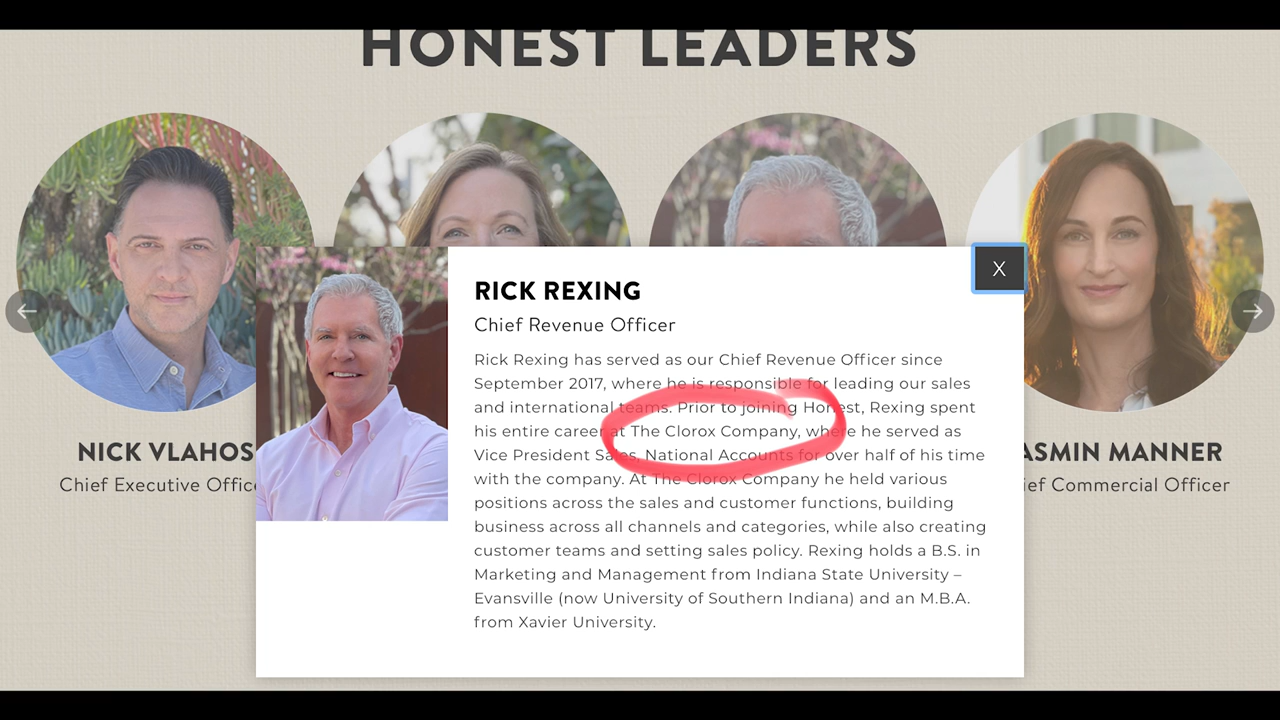 HONEST LEADERS
X
RICK REXING
Chief Revenue Officer
Rick Rexing has served as our Chief Revenue Officer since
September 2017, where he is responsible for leading our sales
and international teams. Prior to joining Honest, Rexing spent
his entire career at The Clorox Company, where he served as
Vice President Sales, National Accounts for over half of his time
with the company. At The Clorox Company he held various
positions across the sales and customer functions, building
business across all channels and categories, while also creating
customer teams and setting sales policy. Rexing holds a B.S. in
Marketing and Management from Indiana State University –
Evansville (now University of Southern Indiana) and an M.B.A.
from Xavier University.
NICK VLAHOS
Chief Executive Office
ASMIN MANNER
ief Commercial Officer